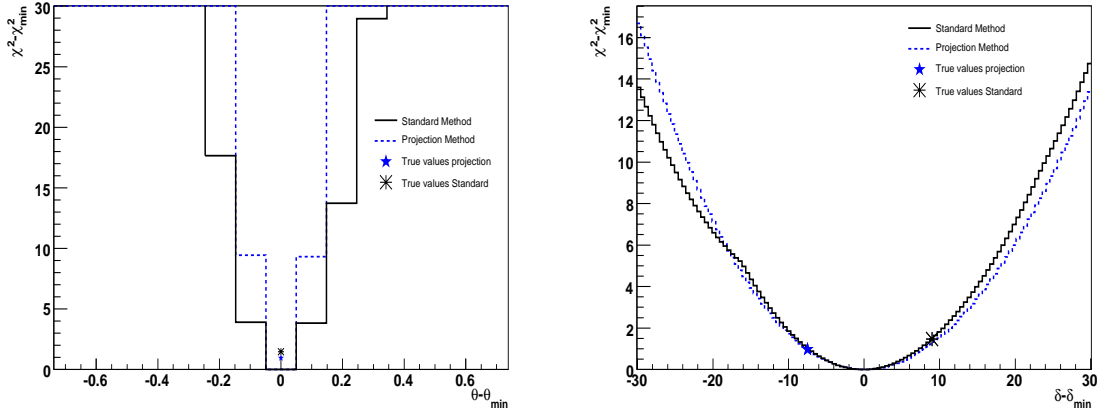 χ²-χ²min
30
25
20
15
10
5
0
-0.6 -0.4 -0.2 0 0.2 0.4 0.6
θ-θmin
Standard Method
Projection Method
True values projection
True values Standard
χ²-χ²min
16
14
12
10
8
6
4
2
0
-30 -20 -10 0 10 20 30
δ-δmin
Standard Method
Projection Method
True values projection
True values Standard